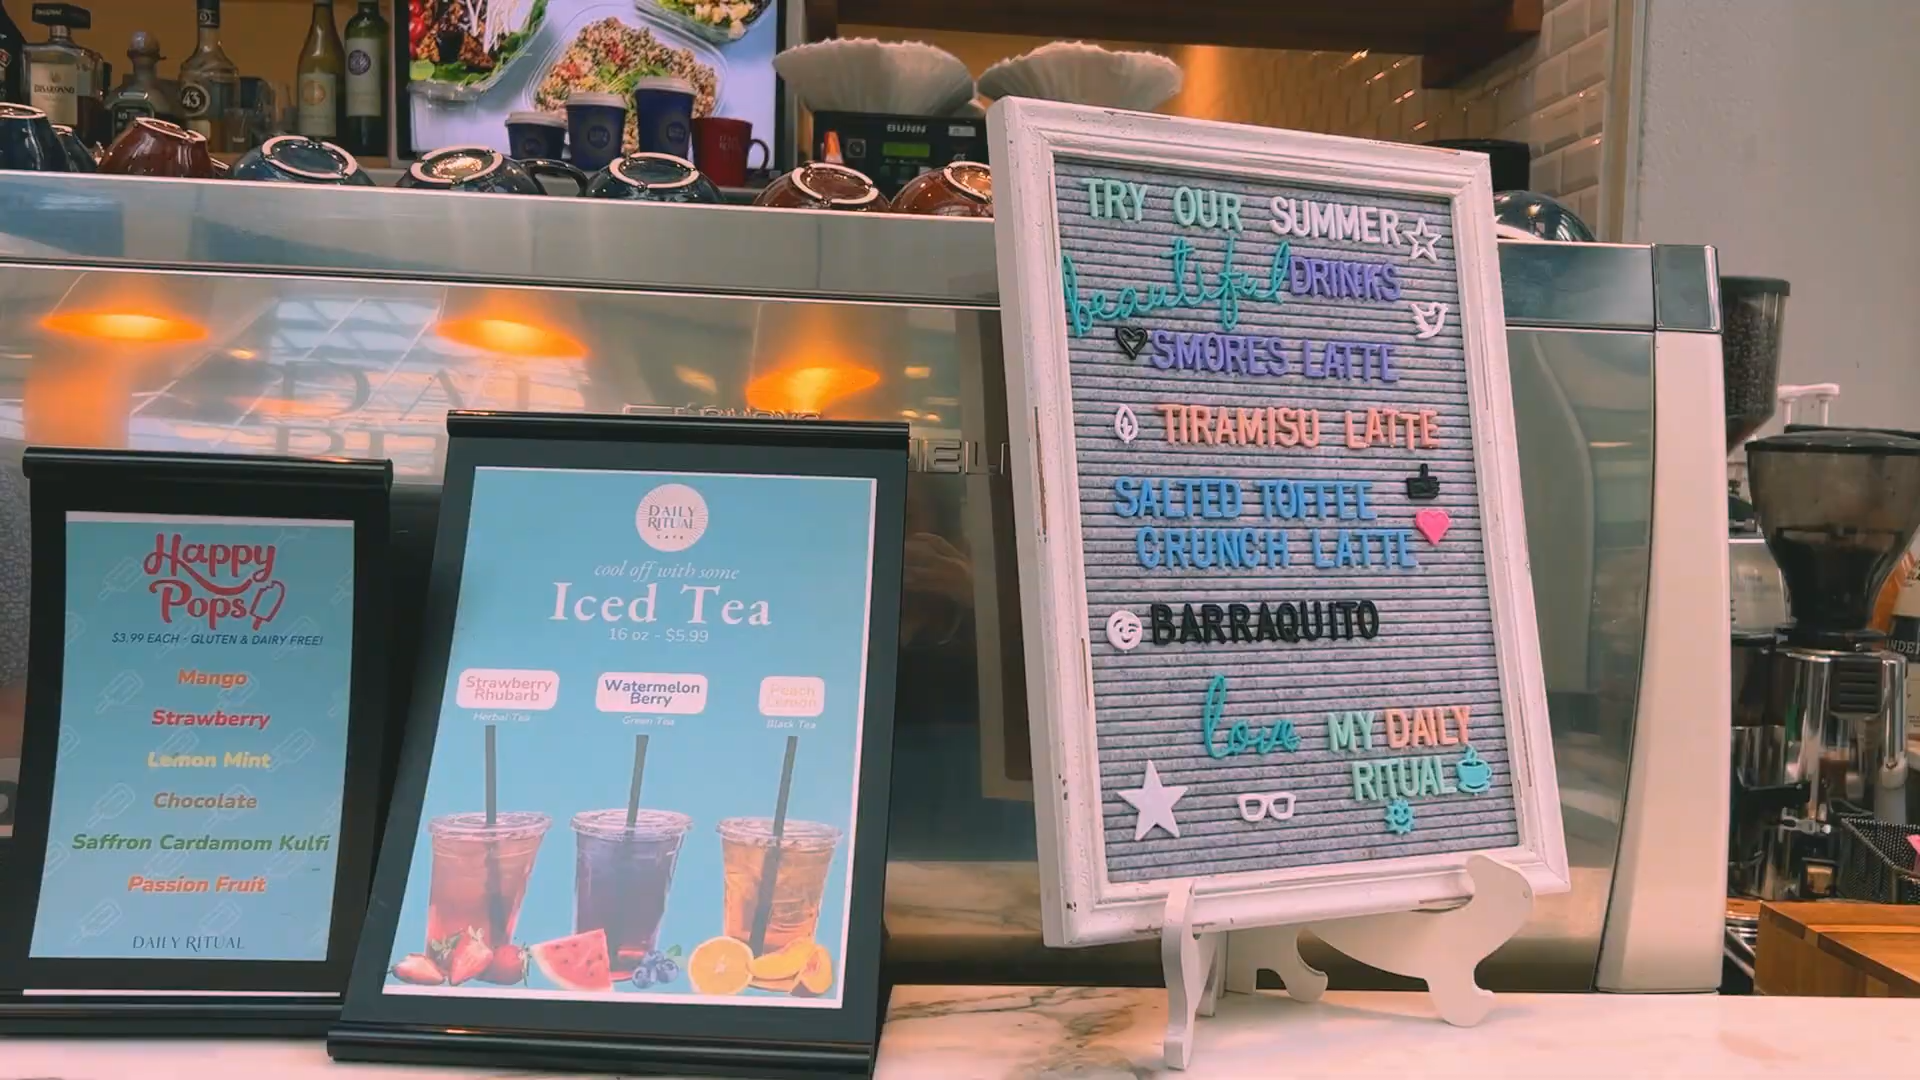 Happy
Pops
$3.99 EACH - GLUTEN & DAIRY FREE!
Mango
Strawberry
Lemon Mint
Chocolate
Saffron Cardamom Kulfi
Passion Fruit
DAILY RITUAL
DAILY
RITUAL
CAFE
cool off with some
Iced Tea
16 oz - $5.99
Strawberry
Rhubarb
Herbal Tea
Watermelon
Berry
Green Tea
Peach
Lemon
Black Tea
TRY OUR SUMMER
beautiful DRINKS
SMORES LATTE
TIRAMISU LATTE
SALTED TOFFEE
CRUNCH LATTE
BARRAQUITO
love MY DAILY
RITUAL
BUNN
DISARONNO
43